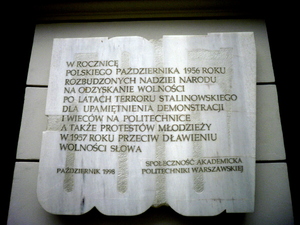 W ROCZNICĘ
POLSKIEGO PAŹDZIERNIKA 1956 ROKU
ROZBUDZONYCH NADZIEI NARODU
NA ODZYSKANIE WOLNOŚCI
PO LATACH TERRORU STALINOWSKIEGO
DLA UPAMIĘTNIENIA DEMONSTRACJI
I WIECÓW NA POLITECHNICE
A TAKŻE PROTESTÓW MŁODZIEŻY
W 1957 ROKU PRZECIW DŁAWIENIU
WOLNOŚCI SŁOWA
SPOŁECZNOŚĆ AKADEMICKA
PAŹDZIERNIK 1998 POLITECHNIKI WARSZAWSKIEJ